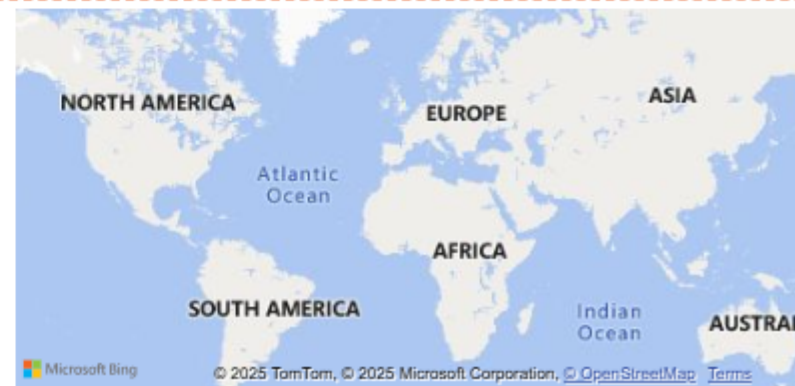 NORTH AMERICA
EUROPE
ASIA
Atlantic
Ocean
AFRICA
SOUTH AMERICA
Indian
Ocean
AUSTRAL
Microsoft Bing
© 2025 TomTom, © 2025 Microsoft Corporation, © OpenStreetMap Terms